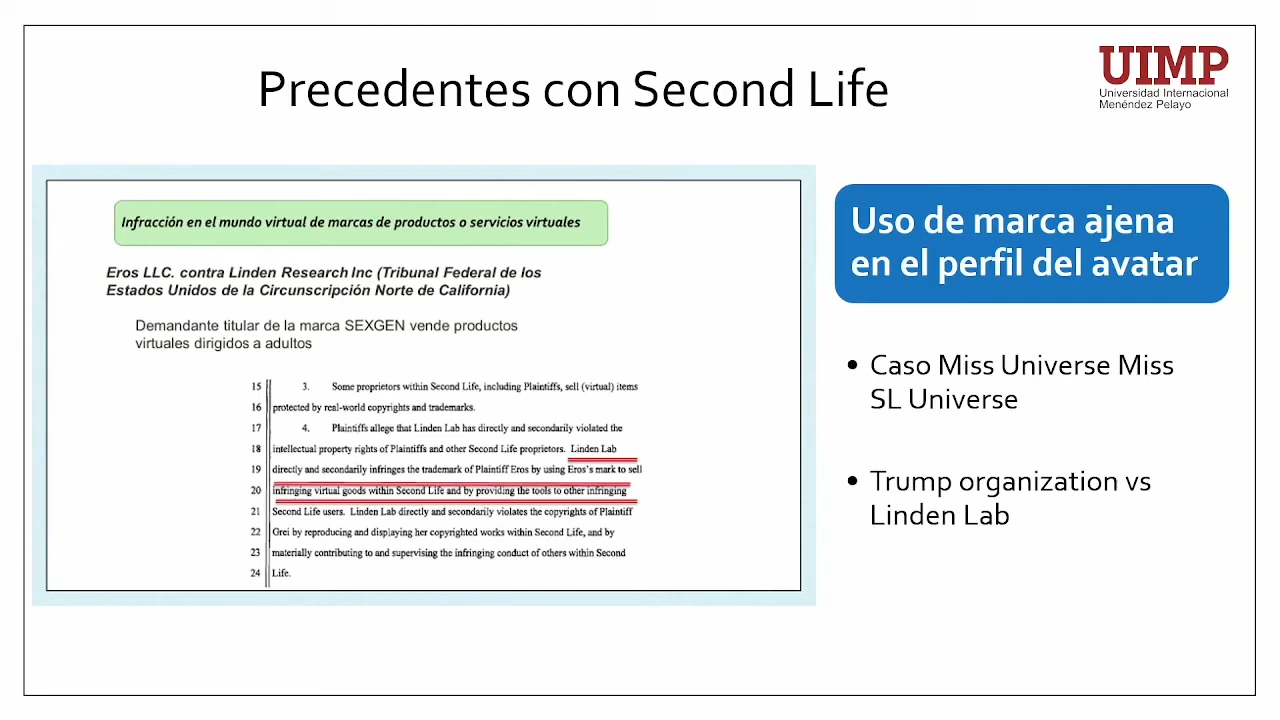 Precedentes con Second Life
UIMP
Universidad Internacional
Menéndez Pelayo
Infracción en el mundo virtual de marcas de productos o servicios virtuales
Eros LLC. contra Linden Research Inc (Tribunal Federal de los
Estados Unidos de la Circunscripción Norte de California)
Demandante titular de la marca SEXGEN vende productos
virtuales dirigidos a adultos
15 3. Some proprietors within Second Life, including Plaintiffs, sell (virtual) items
16 protected by real-world copyrights and trademarks.
17 4. Plaintiffs allege that Linden Lab has directly and secondarily violated the
18 intellectual property rights of Plaintiffs and other Second Life proprietors. Linden Lab
19 directly and secondarily infringes the trademark of Plaintiff Eros by using Eros's mark to sell
20 infringing virtual goods within Second Life and by providing the tools to other infringing
21 Second Life users. Linden Lab directly and secondarily violates the copyrights of Plaintiff
22 Grei by reproducing and displaying her copyrighted works within Second Life, and by
23 materially contributing to and supervising the infringing conduct of others within Second
24 Life.
Uso de marca ajena
en el perfil del avatar
• Caso Miss Universe Miss
SL Universe
• Trump organization vs
Linden Lab